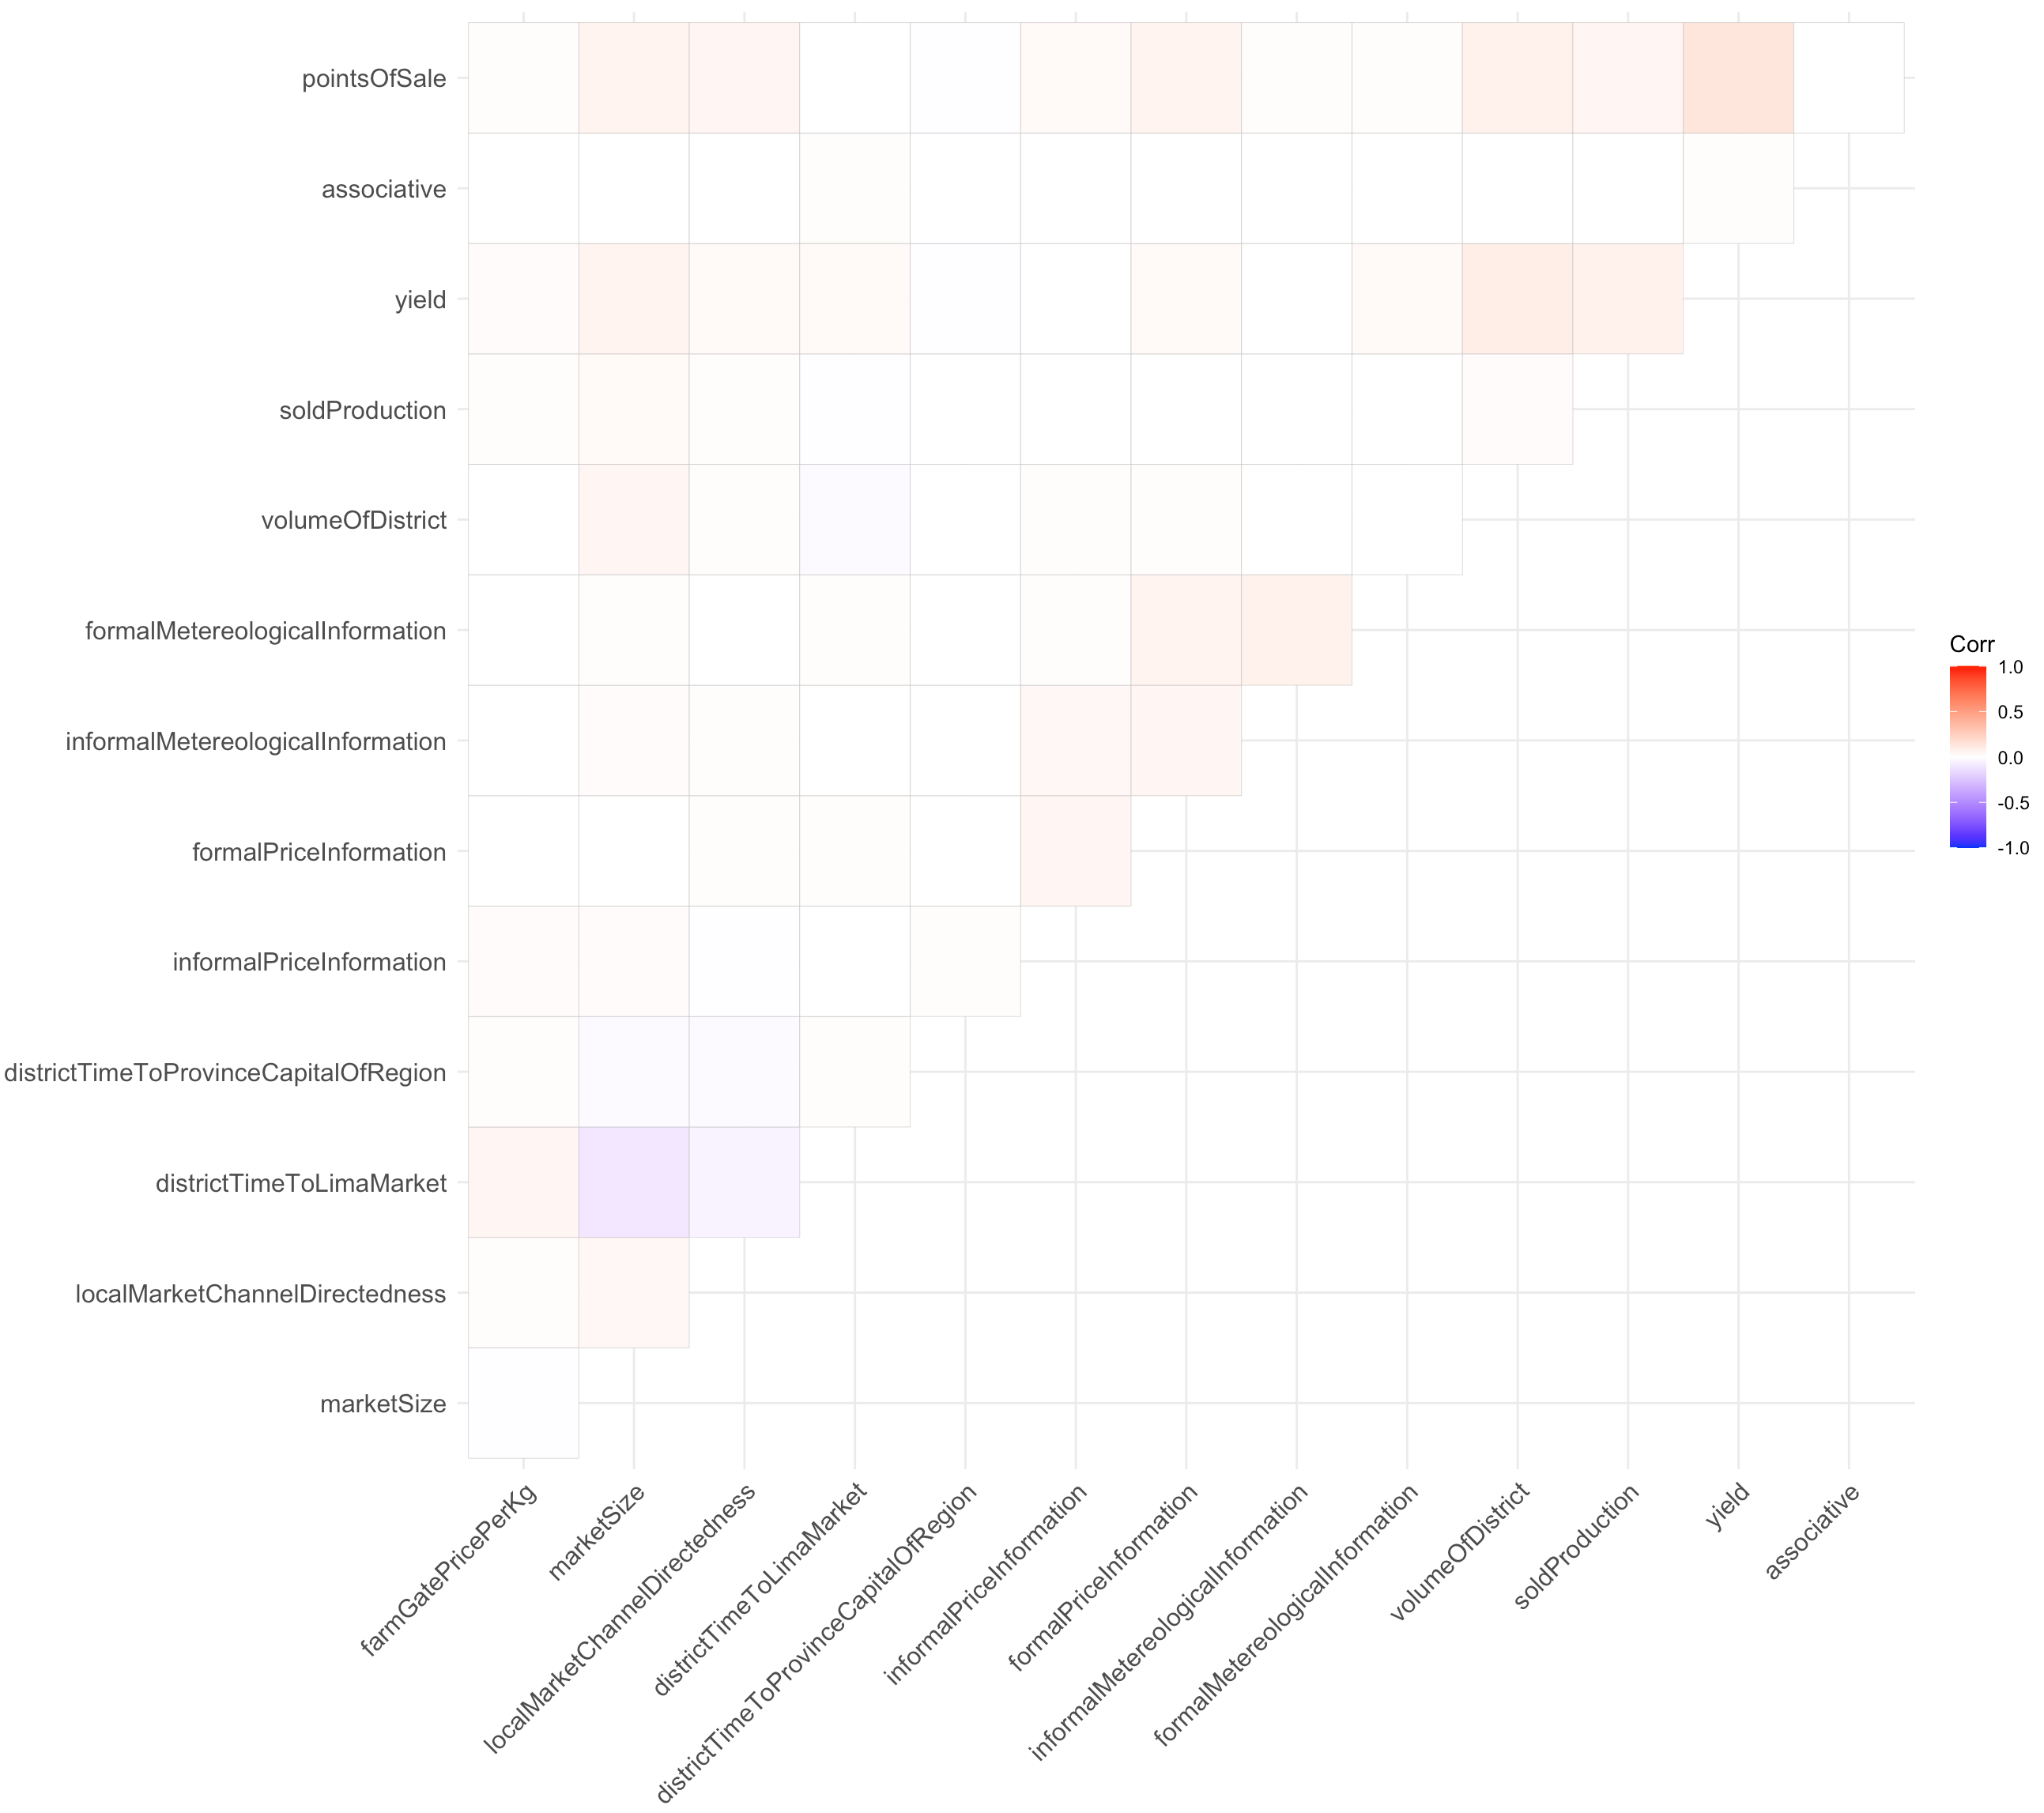 pointsOfSale
associative
yield
soldProduction
volumeOfDistrict
formalMetereologicalInformation
informalMetereologicalInformation
formalPriceInformation
informalPriceInformation
districtTimeToProvinceCapitalOfRegion
districtTimeToLimaMarket
localMarketChannelDirectedness
marketSize
farmGatePricePerKg
marketSize
localMarketChannelDirectedness
districtTimeToLimaMarket
districtTimeToProvinceCapitalOfRegion
informalPriceInformation
formalPriceInformation
informalMetereologicalInformation
formalMetereologicalInformation
volumeOfDistrict
soldProduction
yield
associative
Corr
1.0
0.5
0.0
-0.5
-1.0